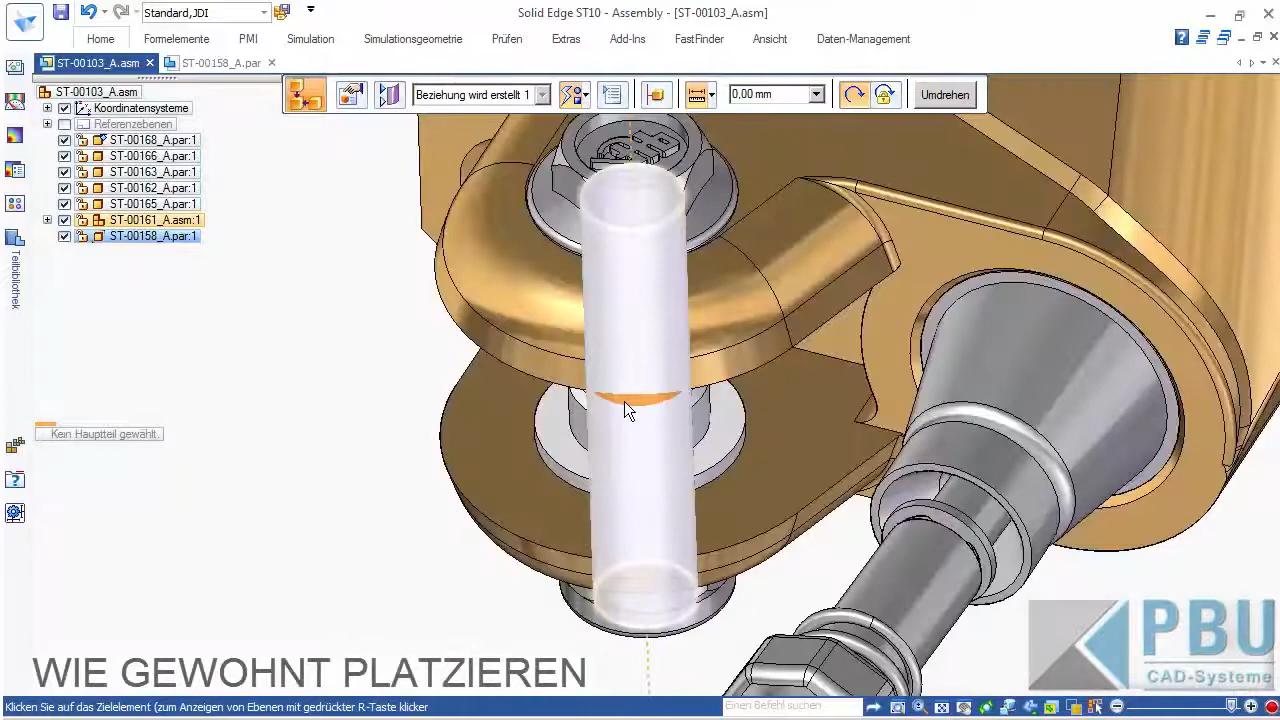 Standard,JDI
Solid Edge ST10 - Assembly - [ST-00103_A.asm]
Home
Formelemente
PMI
Simulation
Simulationsgeometrie
Prüfen
Extras
Add-Ins
FastFinder
Ansicht
Daten-Management
ST-00103_A.asm
ST-00158_A.par
ST-00103_A.asm
Koordinatensysteme
Referenzebenen
ST-00168_A.par:1
ST-00166_A.par:1
ST-00163_A.par:1
ST-00162_A.par:1
ST-00165_A.par:1
ST-00161_A.asm:1
ST-00158_A.par:1
Beziehung wird erstellt 1
0,00 mm
Umdrehen
Teilbibliothek
Kein Hauptteil gewählt.
WIE GEWOHNT PLATZIEREN
PBU
CAD-Systeme
Klicken Sie auf das Zielelement (zum Anzeigen von Ebenen mit gedrückter R-Taste klicker
Einen Befehl suchen